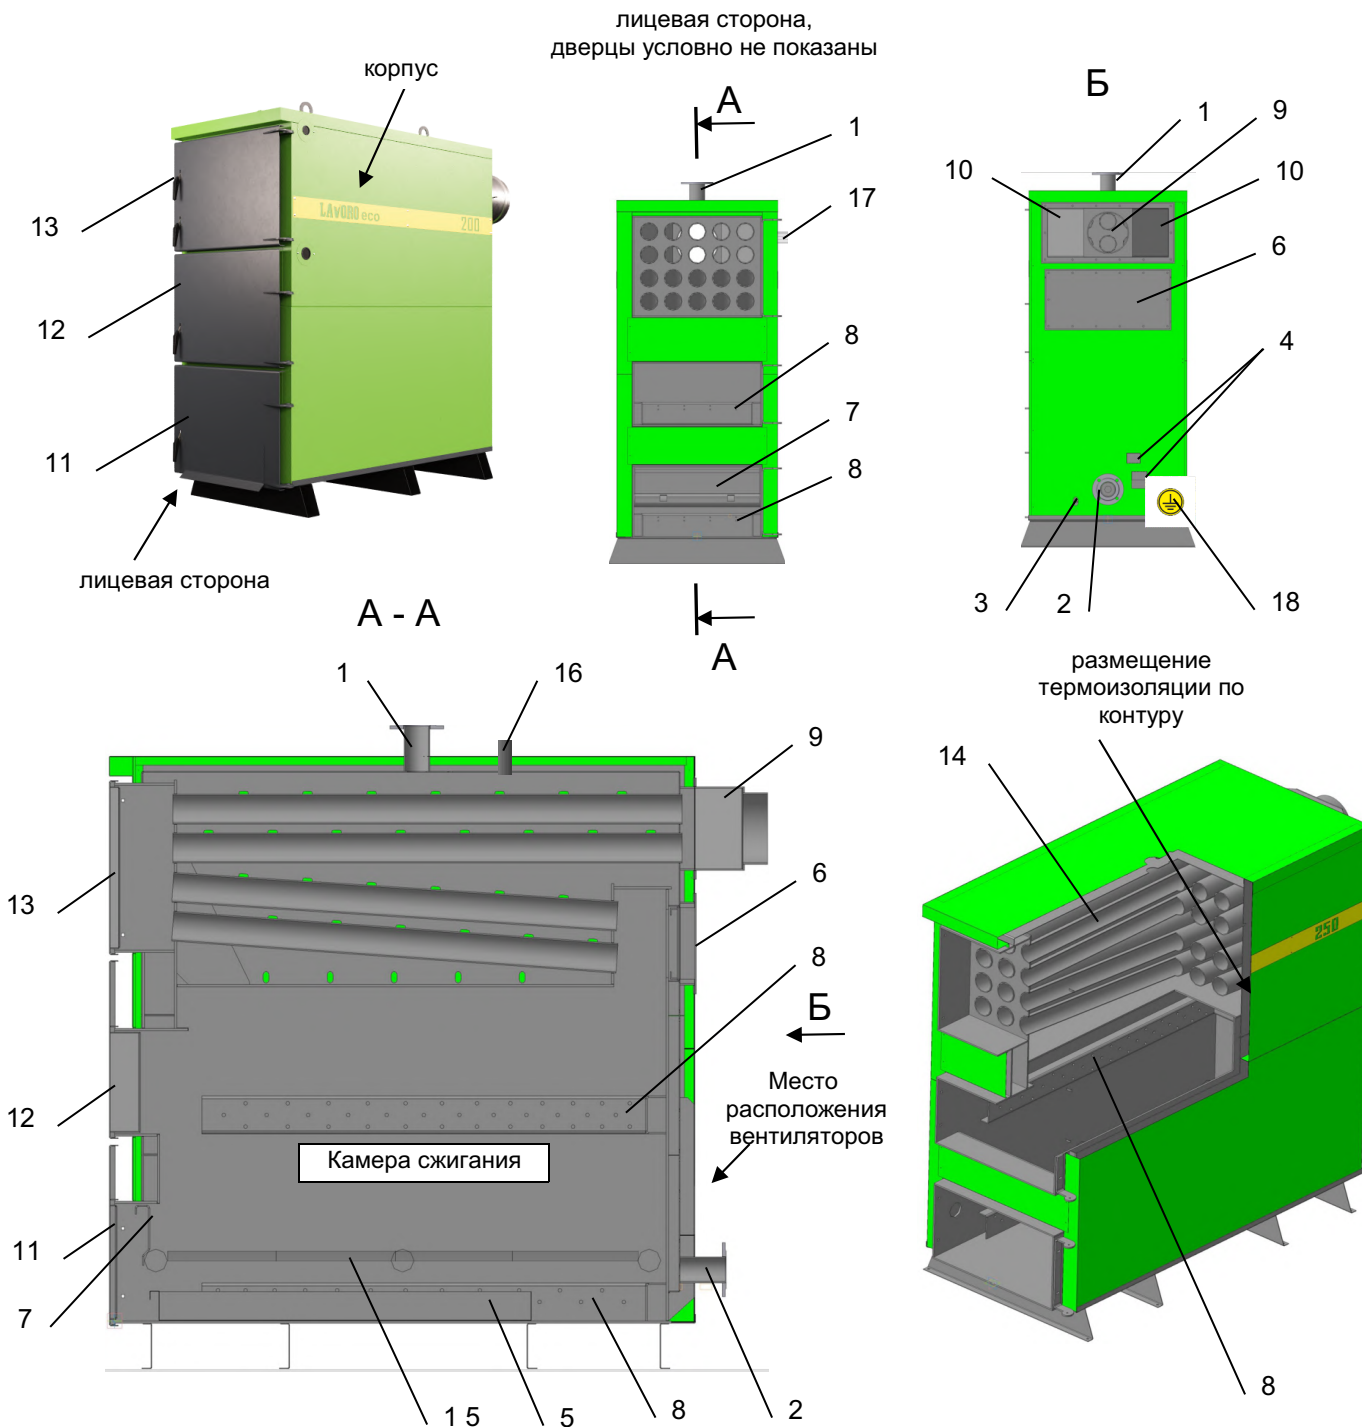 лицевая сторона,
дверцы условно не показаны
корпус
А
Б
1
9
1
13
10
10
17
LAVORO eco
200
6
12
8
4
7
11
8
лицевая сторона
3
2
18
А - А
А
1
16
размещение
термоизоляции по
контуру
9
14
13
6
8
250
Б
12
Место
расположения
вентиляторов
Камера сжигания
11
7
1 5
5
8
2
8